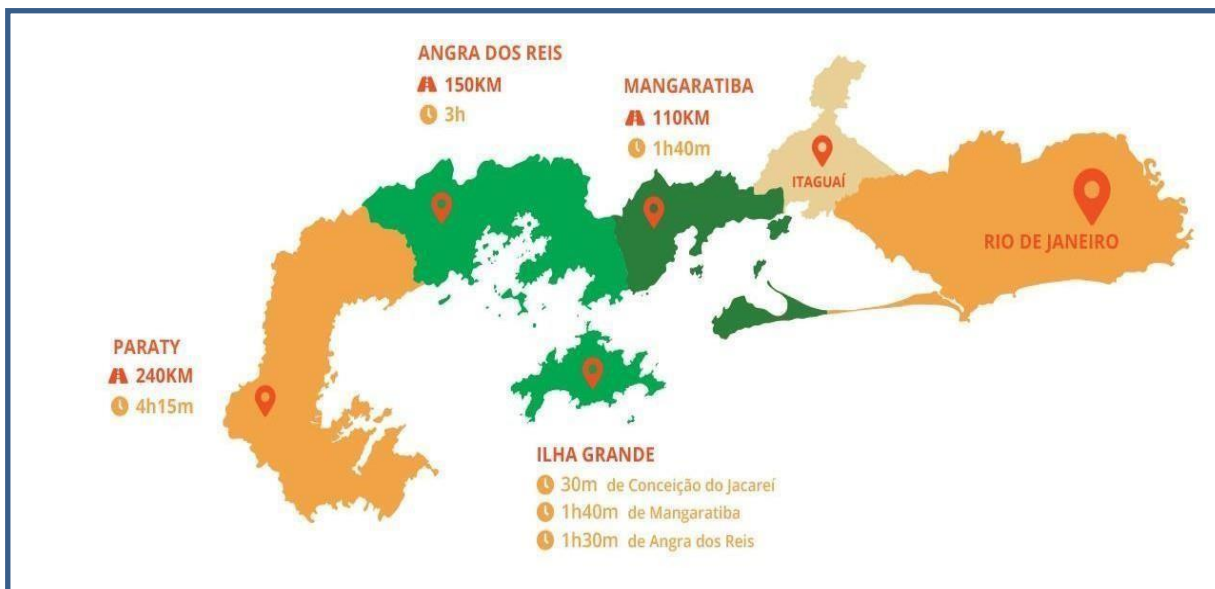 ANGRA DOS REIS
150KM
3h
MANGARATIBA
110KM
1h40m
ITAGUAÍ
RIO DE JANEIRO
PARATY
240KM
4h15m
ILHA GRANDE
30m de Conceição do Jacareí
1h40m de Mangaratiba
1h30m de Angra dos Reis